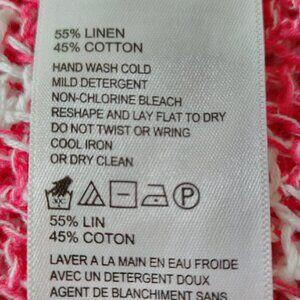 55% LINEN
45% COTTON
HAND WASH COLD
MILD DETERGENT
NON-CHLORINE BLEACH
RESHAPE AND LAY FLAT TO DRY
DO NOT TWIST OR WRING
COOL IRON
OR DRY CLEAN
P
55% LIN
45% COTON
LAVER A LA MAIN EN EAU FROIDE
AVEC UN DETERGENT DOUX
AGENT DE BLANCHIMENT SANS